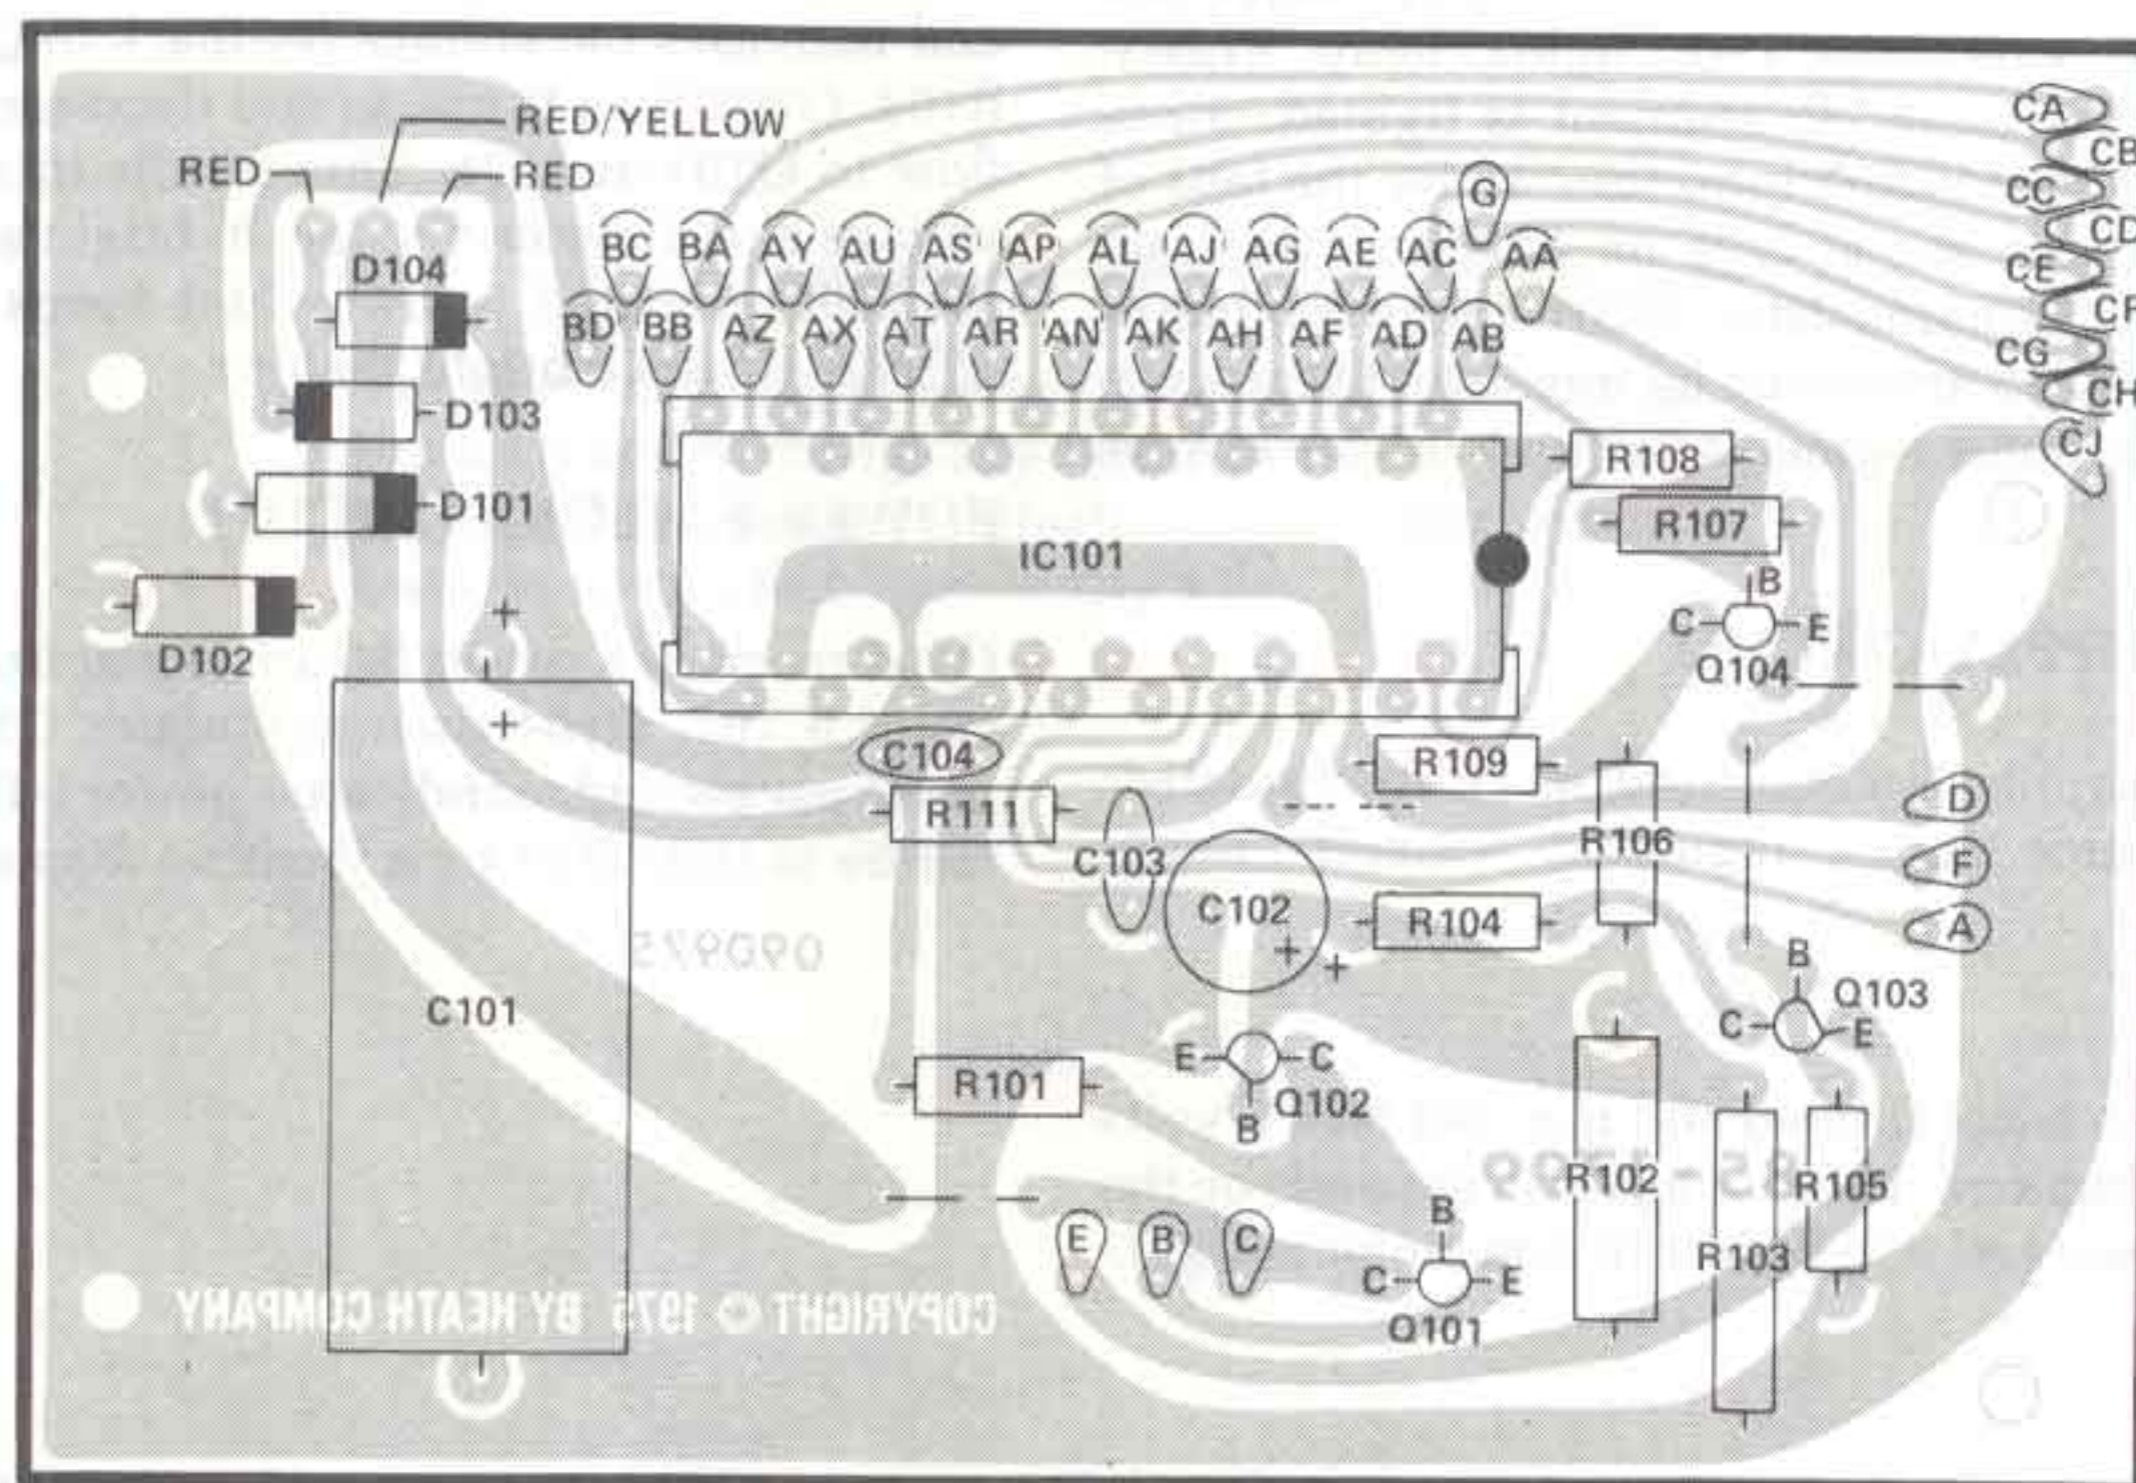 RED/YELLOW
RED
RED
D104
D103
D101
D102
BC BA AY AU AS AP AL AJ AG AE AC G AA
BD BB AZ AX AT AR AN AK AH AF AD AB
CA
CB
CC
CD
CE
CF
CG
CH
CJ
R108
R107
IC101
B
C E
Q104
+
+
C104
R109
R111
R106
D
C103
F
C102
R104
A
+ +
090975
C101
B
Q103
C E
E C
R101
Q102
B
R102
R105
R103
E B C
B
C E
Q101
COPYRIGHT © 1975 BY HEATH COMPANY